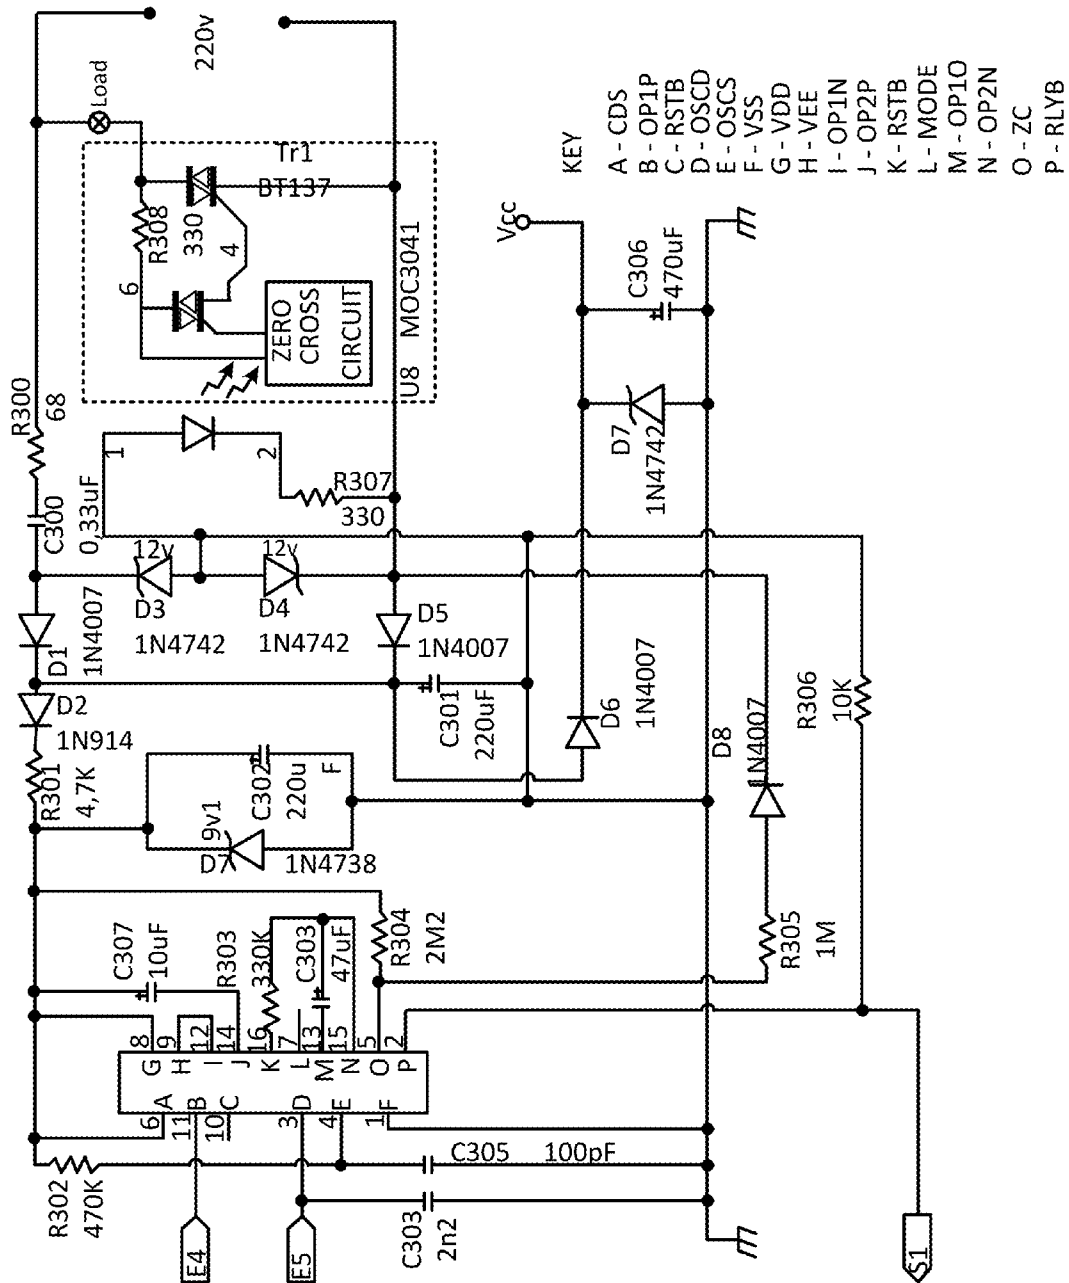 220v
Load
Tr1
BT137
R308
330
4
6
ZERO
CROSS
CIRCUIT
U8 MOC3041
R300
68
1
2
R307
330
C300
0,33uF
12v
D3
1N4742
12v
D4
1N4742
D5
1N4007
D1
1N4007
D2
1N914
R301
4,7K
C301
220uF
C302
220u
F
9v1
D7
1N4738
D6
1N4007
D7
1N4742
C306
470uF
Vcc
D8
1N4007
R306
10K
R305
1M
R304
2M2
C307
10uF
R303
330K
C303
47uF
8
9
12
14
16
7
13
15
5
2
G
H
I
J
K
L
M
N
O
P
A
B
C
D
E
F
6
11
10
3
4
1
R302
470K
C305 100pF
C303
2n2
E4
E5
S1
KEY
A - CDS
B - OP1P
C - RSTB
D - OSCD
E - OSCS
F - VSS
G - VDD
H - VEE
I - OP1N
J - OP2P
K - RSTB
L - MODE
M - OP1O
N - OP2N
O - ZC
P - RLYB